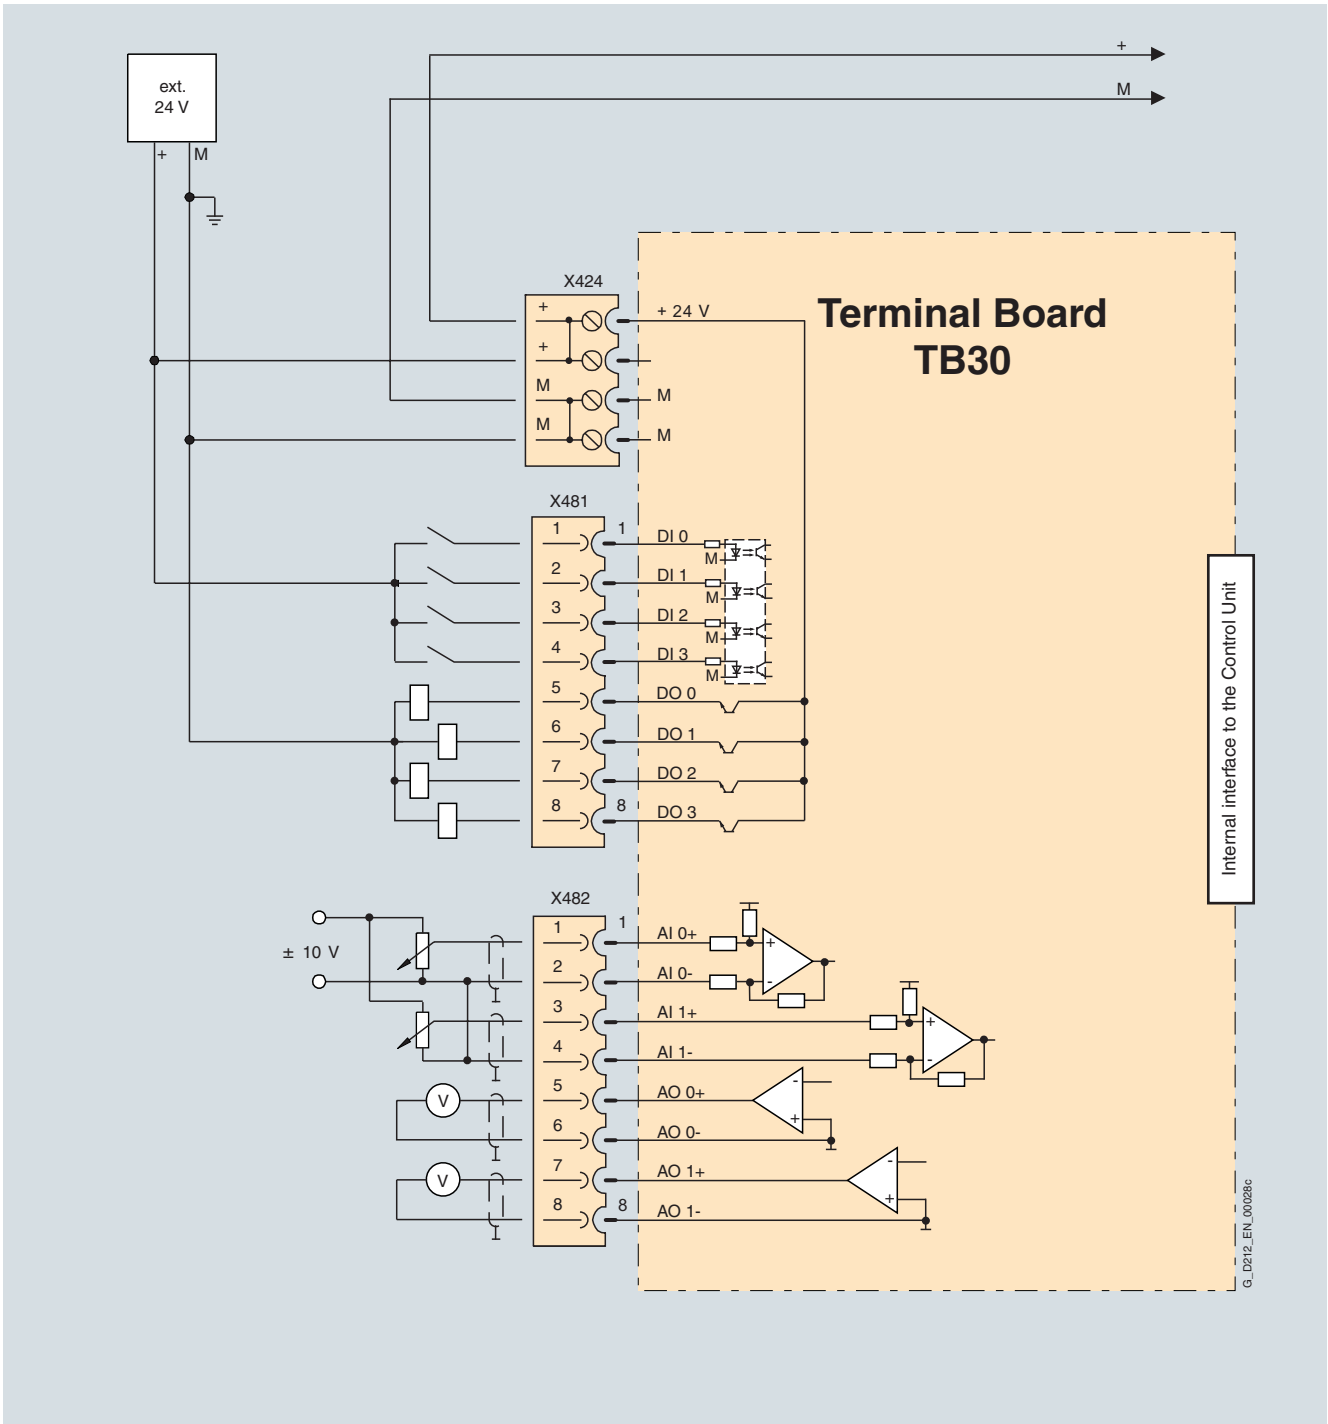 +
M
ext.
24 V
+ M
X424
+ + 24 V
+
M M
M M
Terminal Board
TB30
X481
1 1 DI 0
M
2 DI 1
M
3 DI 2
M
4 DI 3
M
5 DO 0
6 DO 1
7 DO 2
8 8 DO 3
Internal interface to the Control Unit
X482
± 10 V
1 1 AI 0+ +
2 AI 0- -
3 AI 1+ +
4 AI 1- -
V 5 AO 0+ -
6 AO 0- +
V 7 AO 1+ -
8 8 AO 1- +
G_D212_EN_00028c